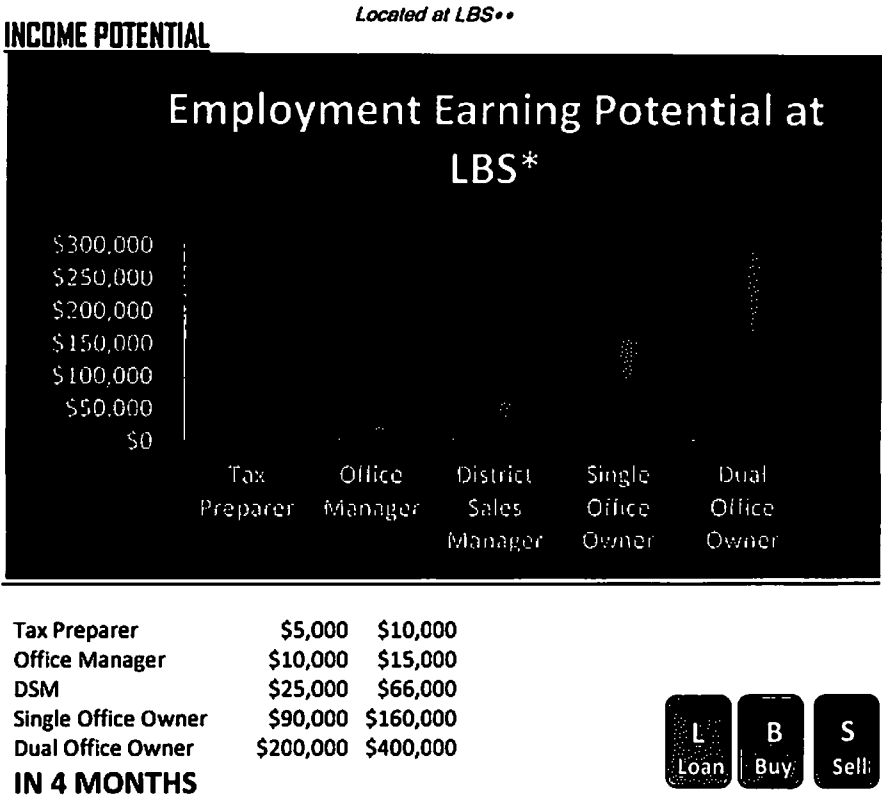 Located at LBS••
INCOME POTENTIAL
Employment Earning Potential at
LBS*
$300,000
$250,000
$200,000
$150,000
$100,000
$50,000
$0
Tax Preparer
Office Manager
District Sales Manager
Single Office Owner
Dual Office Owner
Tax Preparer $5,000 $10,000
Office Manager $10,000 $15,000
DSM $25,000 $66,000
Single Office Owner $90,000 $160,000
Dual Office Owner $200,000 $400,000
IN 4 MONTHS
L B S
Loan Buy Sell